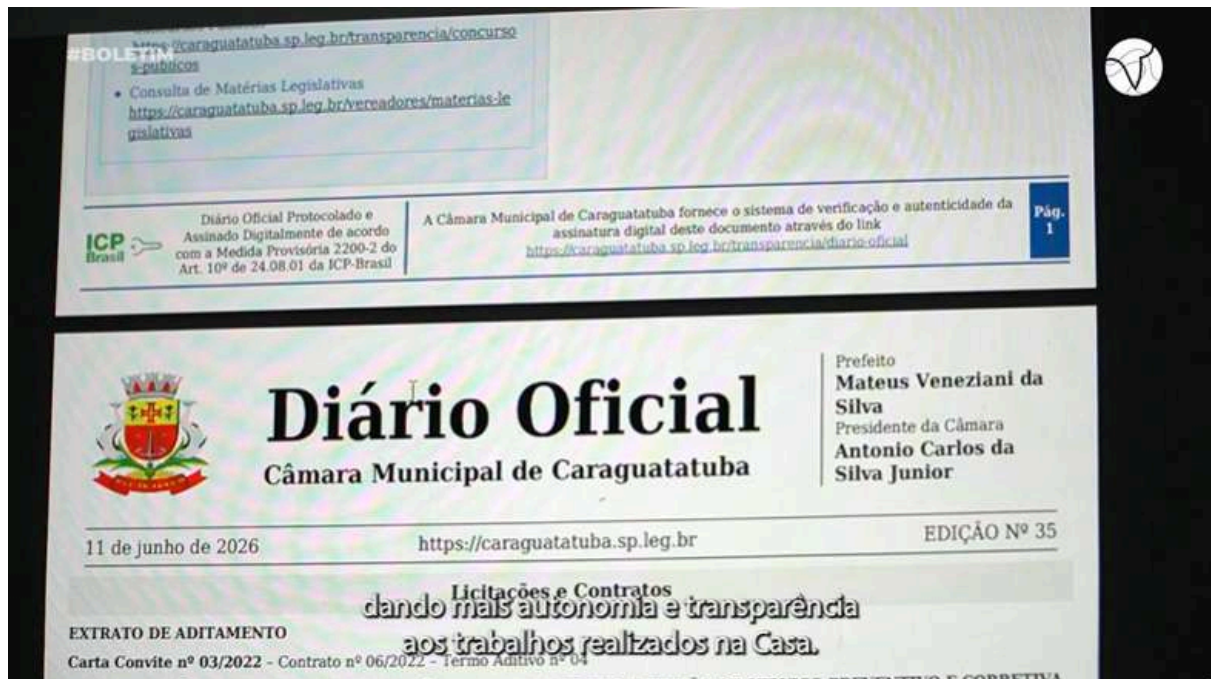 #BOLETIM
https://caraguatatuba.sp.leg.br/transparencia/concurso
s-publicos
• Consulta de Matérias Legislativas
https://caraguatatuba.sp.leg.br/vereadores/materias-le
gislativas
ICP
Brasil
Diário Oficial Protocolado e
Assinado Digitalmente de acordo
com a Medida Provisória 2200-2 do
Art. 10º de 24.08.01 da ICP-Brasil
A Câmara Municipal de Caraguatatuba fornece o sistema de verificação e autenticidade da
assinatura digital deste documento através do link
https://caraguatatuba.sp.leg.br/transparencia/diario-oficial
Pág.
1
Diário Oficial
Câmara Municipal de Caraguatatuba
Prefeito
Mateus Veneziani da
Silva
Presidente da Câmara
Antonio Carlos da
Silva Junior
11 de junho de 2026
https://caraguatatuba.sp.leg.br
EDIÇÃO Nº 35
Licitações e Contratos
dando mais autonomia e transparência
EXTRATO DE ADITAMENTO
aos trabalhos realizados na Casa.
Carta Convite nº 03/2022 – Contrato nº 06/2022 – Termo Aditivo nº 04
PREVENTIVO E CORRETIVA